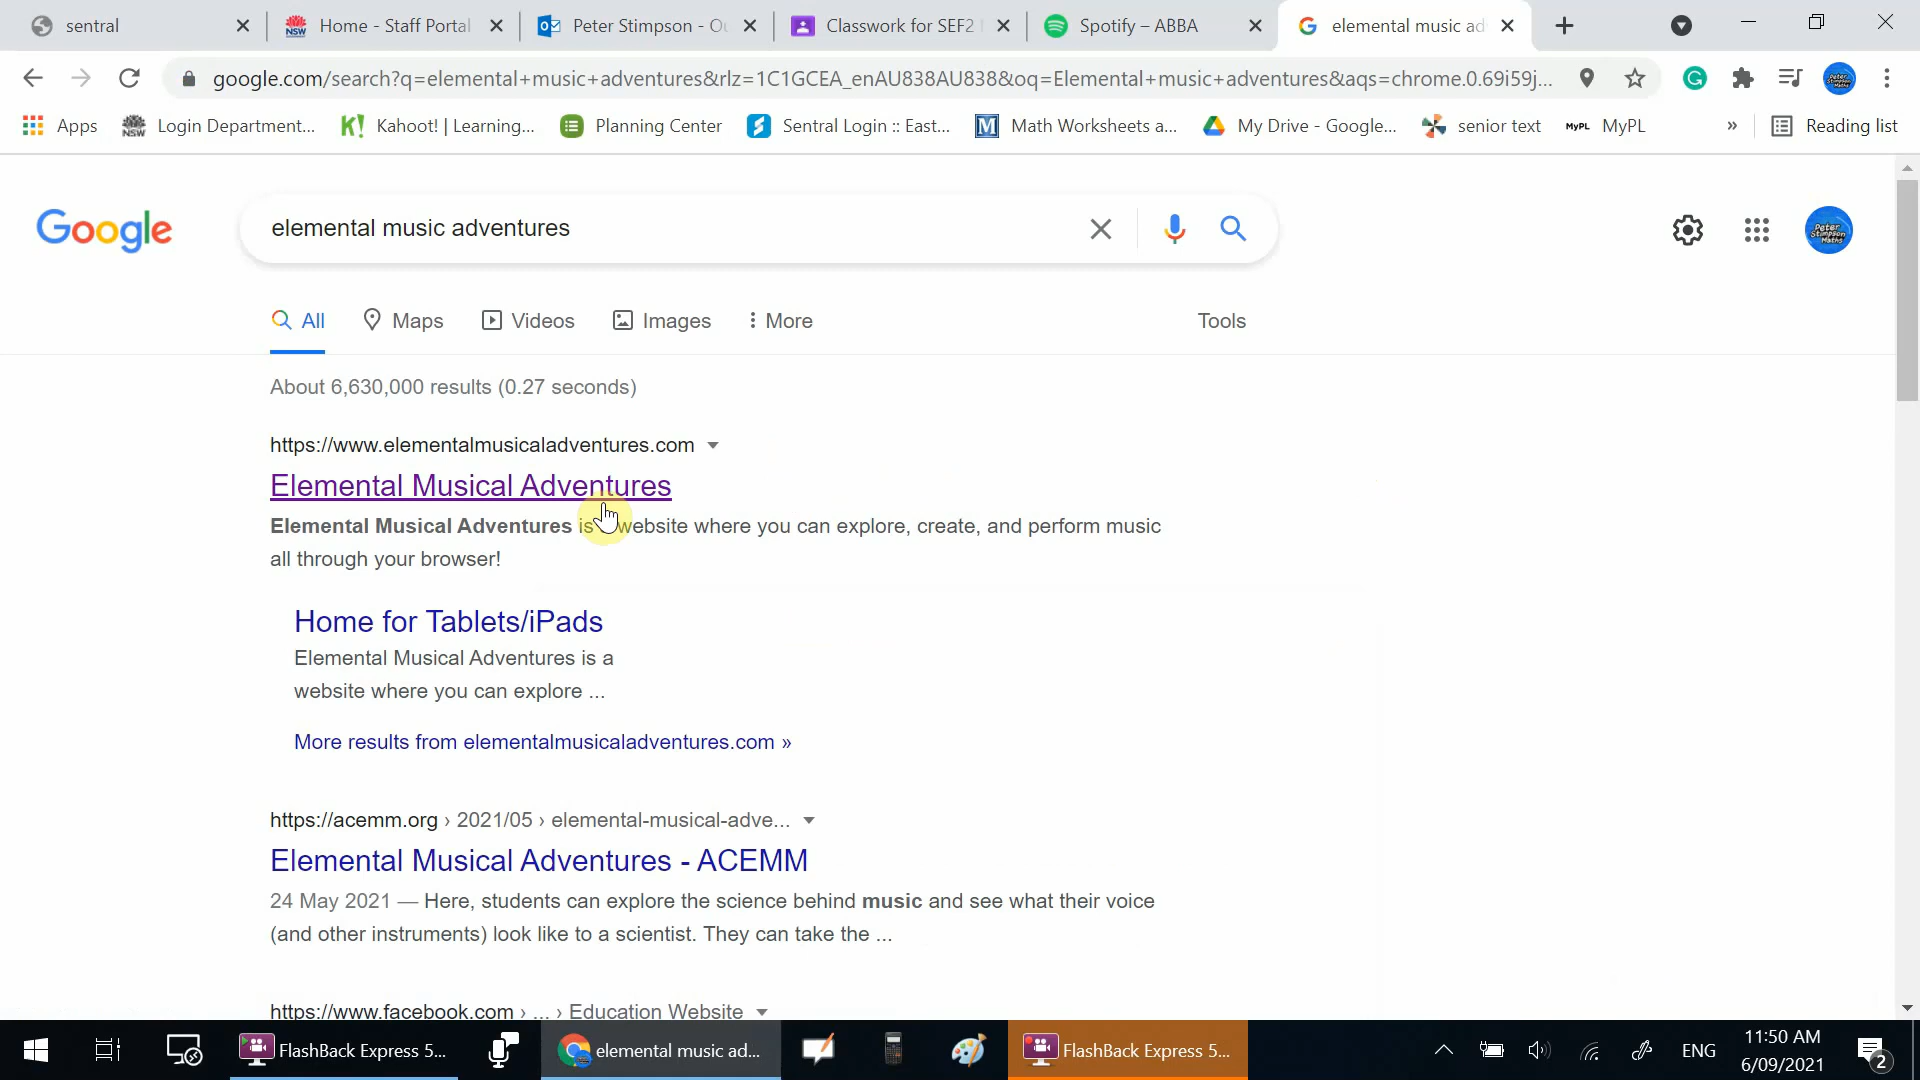 sentral
Home - Staff Portal
Peter Stimpson - Ou
Classwork for SEF2
Spotify – ABBA
elemental music ad
google.com/search?q=elemental+music+adventures&rlz=1C1GCEA_enAU838AU838&oq=Elemental+music+adventures&aqs=chrome.0.69i59j...
Apps
Login Department...
Kahoot! | Learning...
Planning Center
Sentral Login :: East...
Math Worksheets a...
My Drive - Google...
senior text
MyPL MyPL
»
Reading list
Google
elemental music adventures
Peter Stimpson Maths
All
Maps
Videos
Images
More
Tools
About 6,630,000 results (0.27 seconds)
https://www.elementalmusicaladventures.com
Elemental Musical Adventures
Elemental Musical Adventures is website where you can explore, create, and perform music
all through your browser!
Home for Tablets/iPads
Elemental Musical Adventures is a
website where you can explore ...
More results from elementalmusicaladventures.com »
https://acemm.org › 2021/05 › elemental-musical-adve...
Elemental Musical Adventures - ACEMM
24 May 2021 — Here, students can explore the science behind music and see what their voice
(and other instruments) look like to a scientist. They can take the ...
https://www.facebook.com › ... › Education Website
FlashBack Express 5...
elemental music ad...
FlashBack Express 5...
ENG
11:50 AM
6/09/2021
2